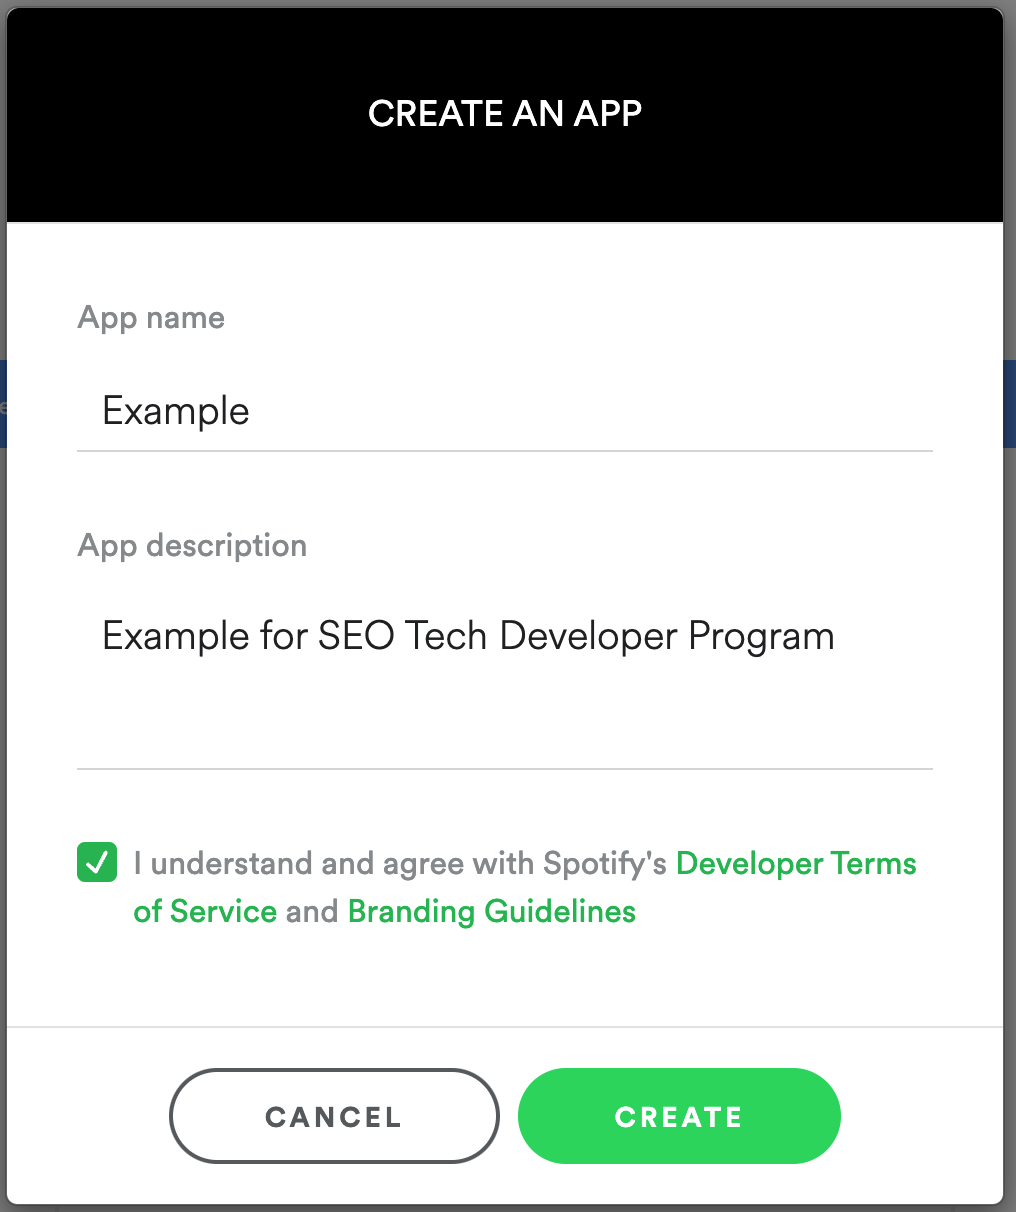 CREATE AN APP
App name
Example
App description
Example for SEO Tech Developer Program
I understand and agree with Spotify's Developer Terms
of Service and Branding Guidelines
CANCEL CREATE